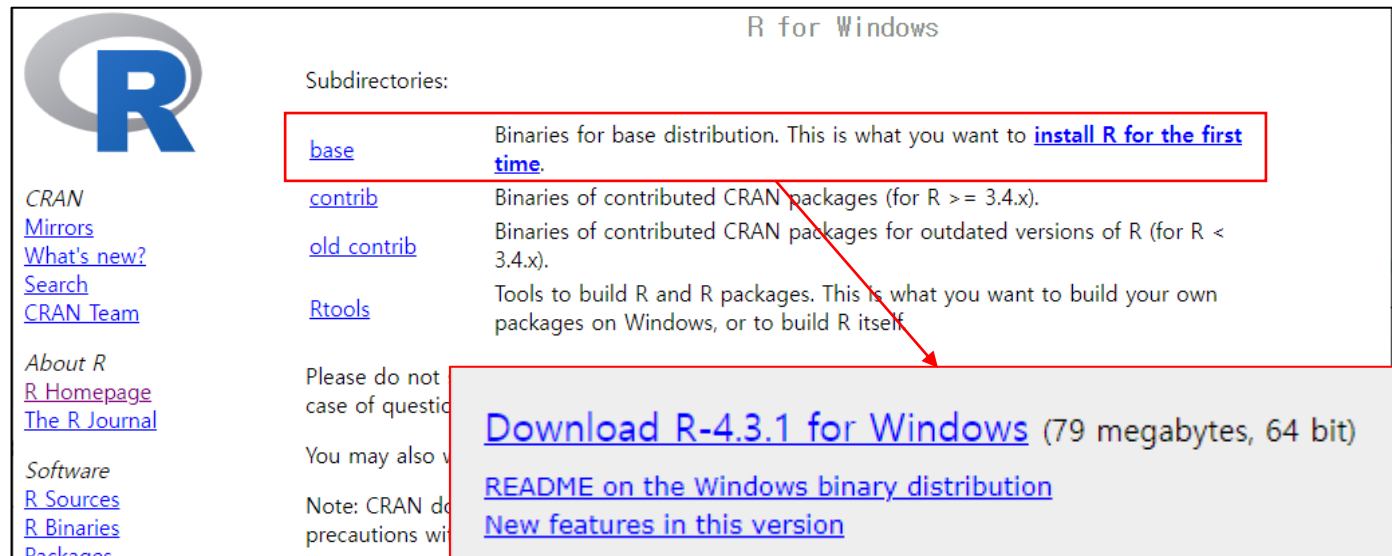 R
R for Windows
Subdirectories:
base
Binaries for base distribution. This is what you want to install R for the first
time.
contrib
Binaries of contributed CRAN packages (for R >= 3.4.x).
old contrib
Binaries of contributed CRAN packages for outdated versions of R (for R <
3.4.x).
Rtools
Tools to build R and R packages. This is what you want to build your own
packages on Windows, or to build R itself
CRAN
Mirrors
What's new?
Search
CRAN Team
About R
R Homepage
The R Journal
Software
R Sources
R Binaries
Packages
Please do not
case of
You may also
Note: CRAN
precautions
Download R-4.3.1 for Windows (79 megabytes, 64 bit)
README on the Windows binary distribution
New features in this version